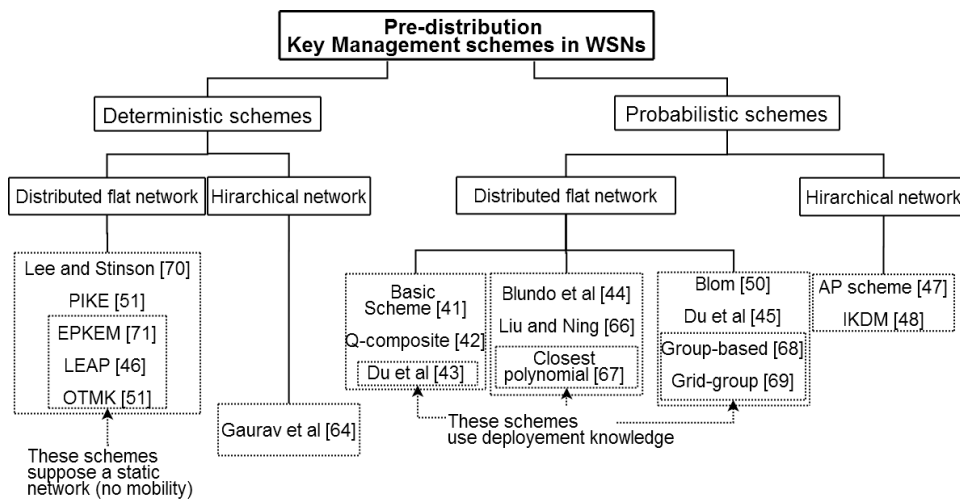 Pre-distribution
Key Management schemes in WSNs
Deterministic schemes
Probabilistic schemes
Distributed flat network
Hirarchical network
Distributed flat network
Hirarchical network
Lee and Stinson [70]
PIKE [51]
EPKEM [71]
LEAP [46]
OTMK [51]
These schemes
suppose a static
network (no mobility)
Gaurav et al [64]
Basic
Scheme [41]
Q-composite [42]
Du et al [43]
Blundo et al [44]
Liu and Ning [66]
Closest
polynomial [67]
Blom [50]
Du et al [45]
Group-based [68]
Grid-group [69]
These schemes
use deployement knowledge
AP scheme [47]
IKDM [48]